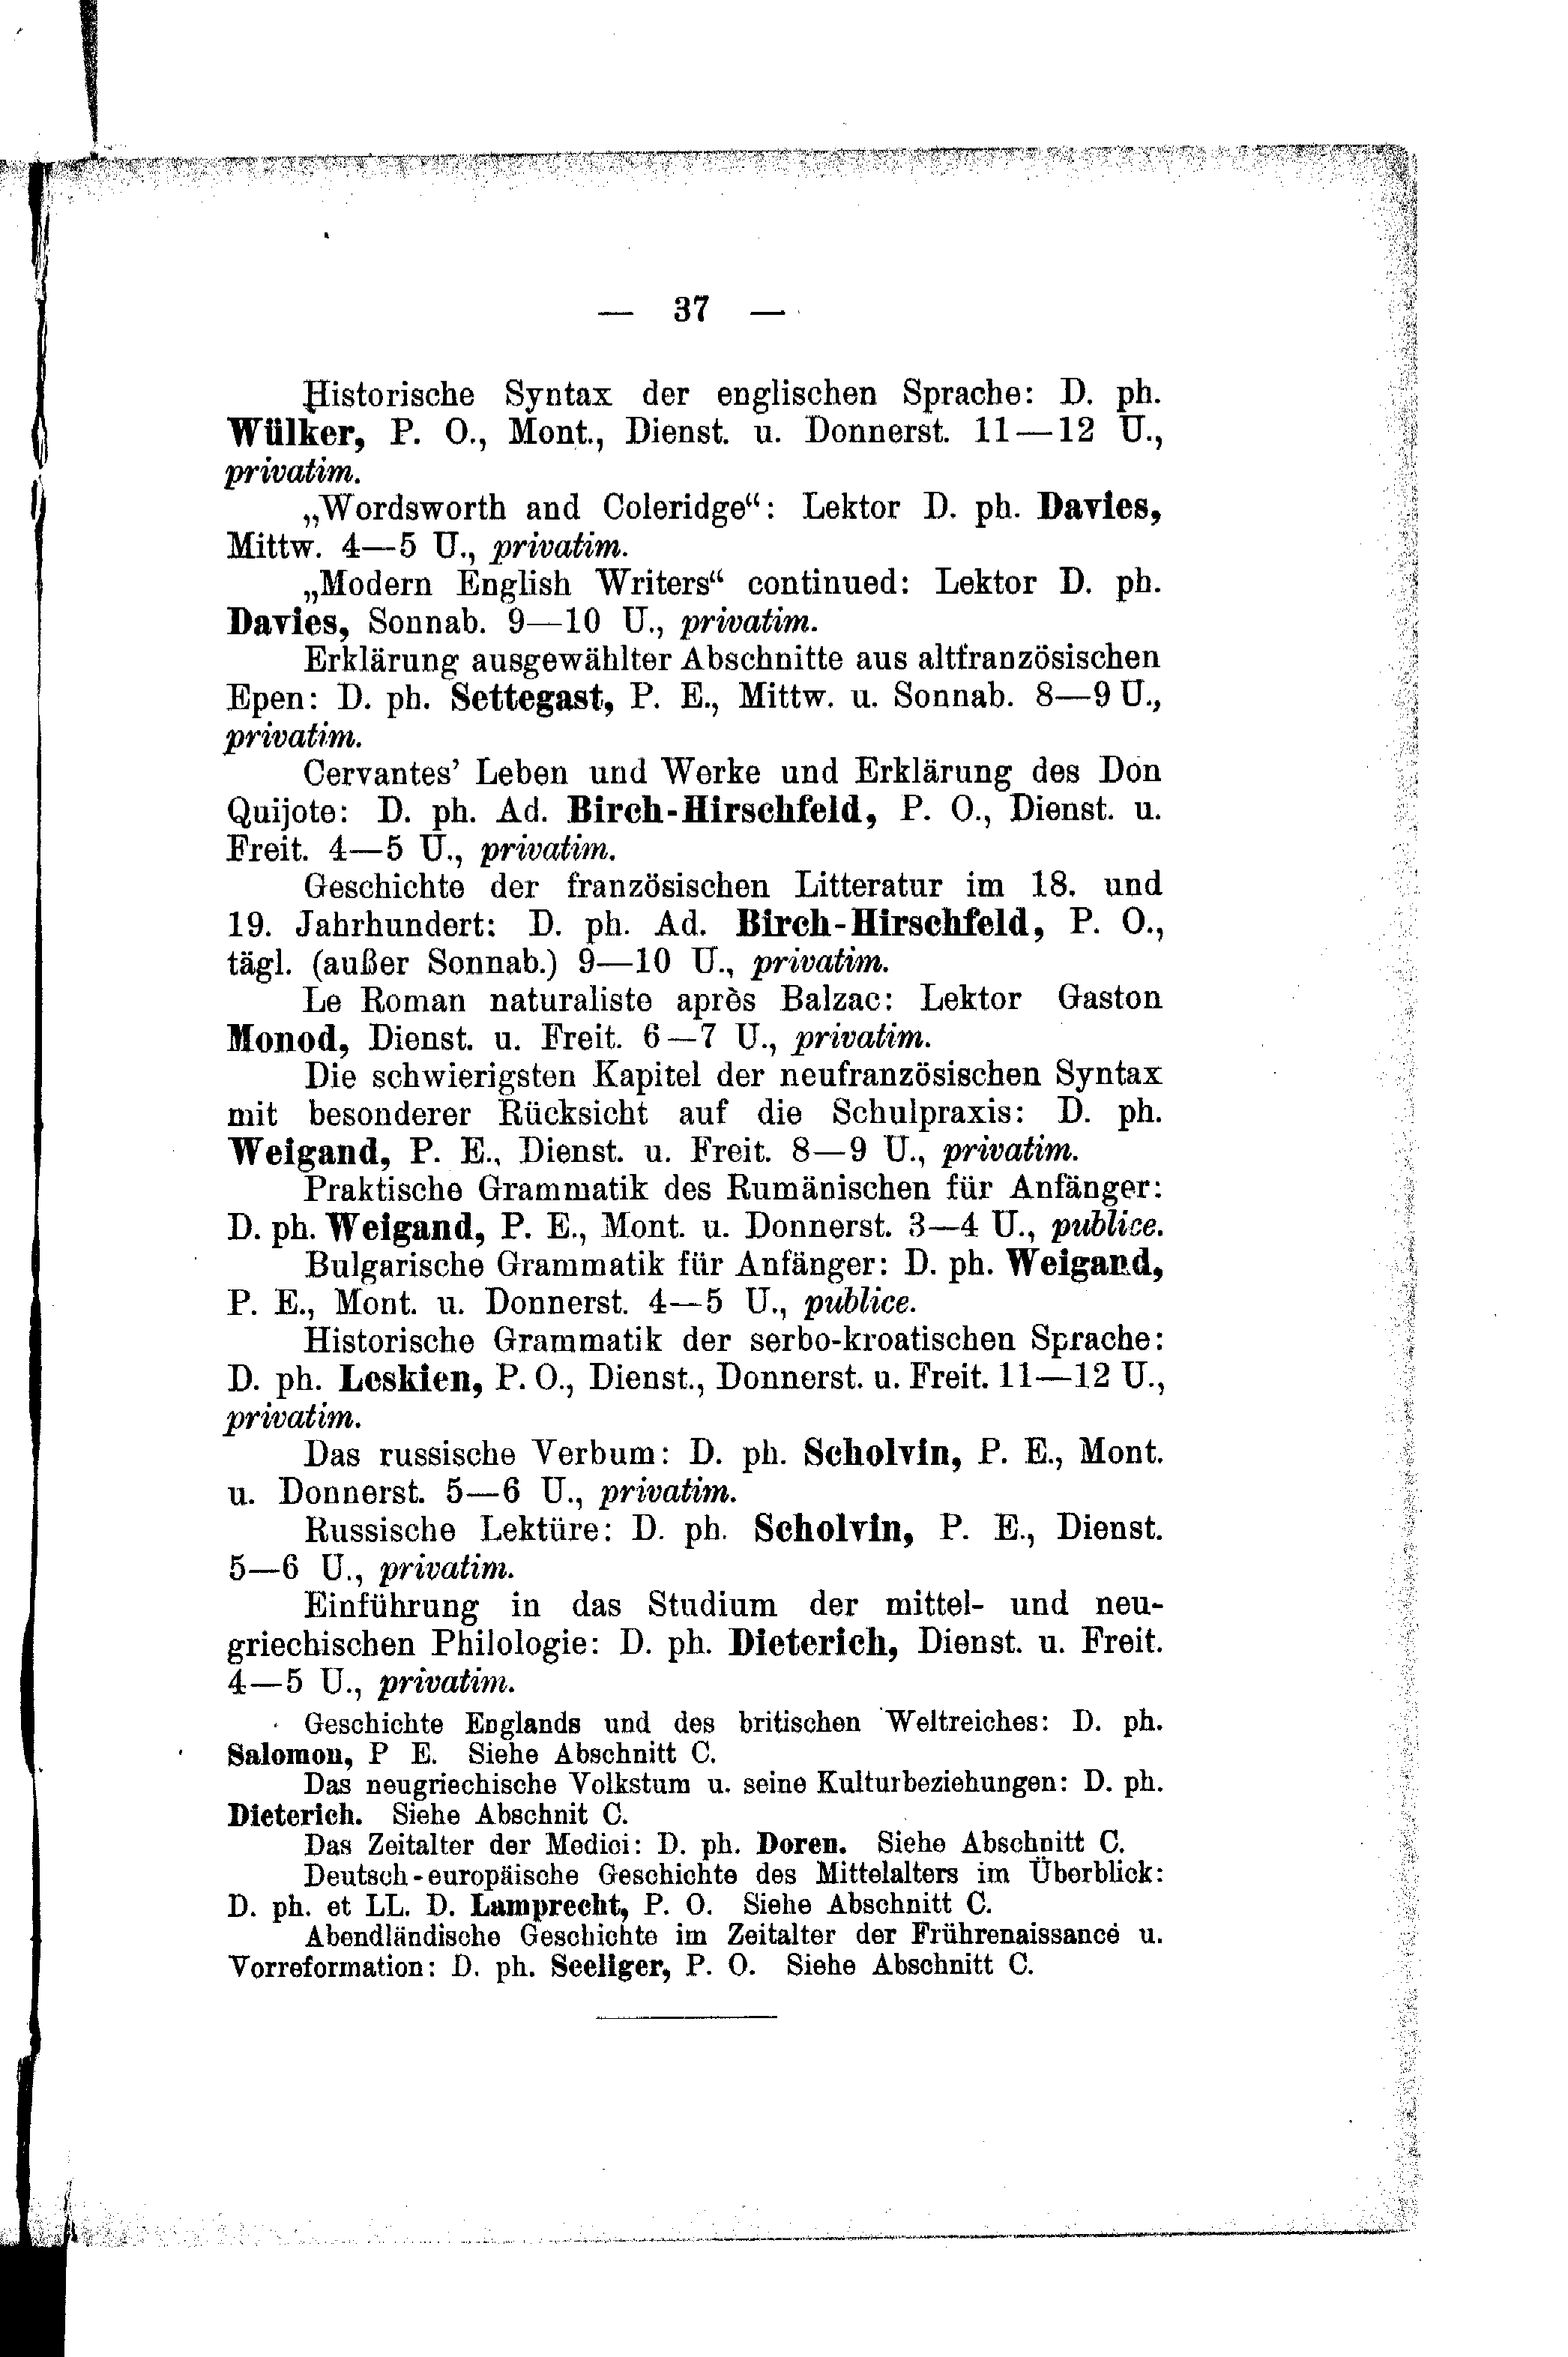 — 37 —
Historische Syntax der englischen Sprache: D. ph.
Wülker, P. O., Mont., Dienst. u. Donnerst. 11—12 U.,
privatim.
„Wordsworth and Coleridge“: Lektor D. ph. Davies,
Mittw. 4—5 U., privatim.
„Modern English Writers“ continued: Lektor D. ph.
Davies, Sonnab. 9—10 U., privatim.
Erklärung ausgewählter Abschnitte aus altfranzösischen
Epen: D. ph. Settegast, P. E., Mittw. u. Sonnab. 8—9 U.,
privatim.
Cervantes’ Leben und Werke und Erklärung des Don
Quijote: D. ph. Ad. Birch-Hirschfeld, P. O., Dienst. u.
Freit. 4—5 U., privatim.
Geschichte der französischen Litteratur im 18. und
19. Jahrhundert: D. ph. Ad. Birch-Hirschfeld, P. O.,
tägl. (außer Sonnab.) 9—10 U., privatim.
Le Roman naturaliste après Balzac: Lektor Gaston
Monod, Dienst. u. Freit. 6—7 U., privatim.
Die schwierigsten Kapitel der neufranzösischen Syntax
mit besonderer Rücksicht auf die Schulpraxis: D. ph.
Weigand, P. E., Dienst. u. Freit. 8—9 U., privatim.
Praktische Grammatik des Rumänischen für Anfänger:
D. ph. Weigand, P. E., Mont. u. Donnerst. 3—4 U., publice.
Bulgarische Grammatik für Anfänger: D. ph. Weigand,
P. E., Mont. u. Donnerst. 4—5 U., publice.
Historische Grammatik der serbo-kroatischen Sprache:
D. ph. Leskien, P. O., Dienst., Donnerst. u. Freit. 11—12 U.,
privatim.
Das russische Verbum: D. ph. Scholvin, P. E., Mont.
u. Donnerst. 5—6 U., privatim.
Russische Lektüre: D. ph. Scholvin, P. E., Dienst.
5—6 U., privatim.
Einführung in das Studium der mittel- und neu-
griechischen Philologie: D. ph. Dieterich, Dienst. u. Freit.
4—5 U., privatim.
Geschichte Englands und des britischen Weltreiches: D. ph.
Salomon, P E. Siehe Abschnitt C.
Das neugriechische Volkstum u. seine Kulturbeziehungen: D. ph.
Dieterich. Siehe Abschnit C.
Das Zeitalter der Medici: D. ph. Doren. Siehe Abschnitt C.
Deutsch-europäische Geschichte des Mittelalters im Überblick:
D. ph. et LL. D. Lamprecht, P. O. Siehe Abschnitt C.
Abendländische Geschichte im Zeitalter der Frührenaissance u.
Vorreformation: D. ph. Seeliger, P. O. Siehe Abschnitt C.